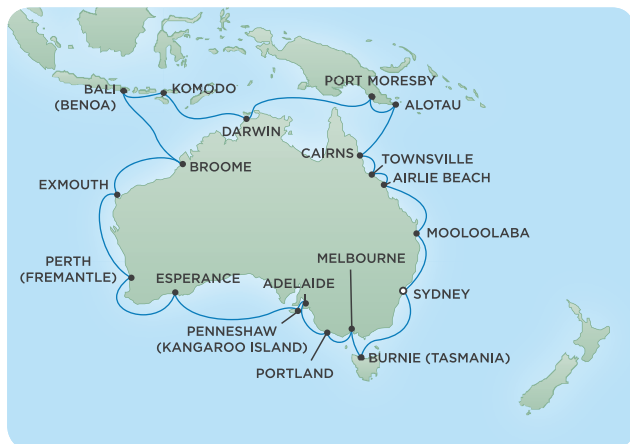 PORT MORESBY
BALI
(BENOA)
KOMODO
ALOTAU
DARWIN
CAIRNS
TOWNSVILLE
BROOME
AIRLIE BEACH
EXMOUTH
MOOLOOLABA
MELBOURNE
PERTH
(FREMANTLE)
ESPERANCE
ADELAIDE
SYDNEY
PENNESHAW
(KANGAROO ISLAND)
BURNIE (TASMANIA)
PORTLAND